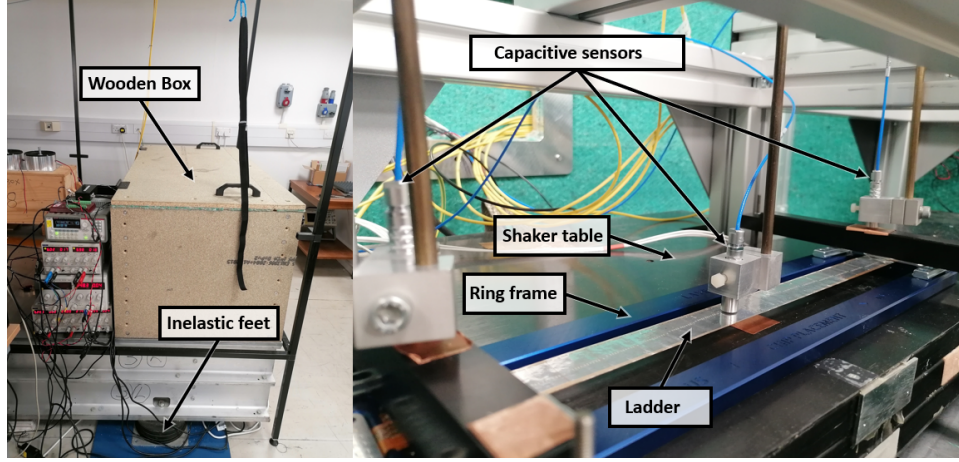 Wooden Box
Inelastic feet
Capacitive sensors
Shaker table
Ring frame
Ladder